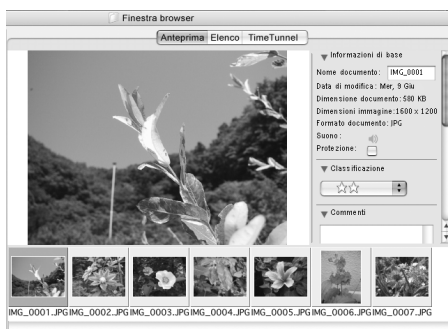 Finestra browser
Anteprima Elenco TimeTunnel
Informazioni di base
Nome documento: IMG_0001
Data di modifica: Mer, 9 Giu
Dimensione documento: 580 KB
Dimensioni immagine: 1600 x 1200
Formato documento: JPG
Suono:
Protezione:
Classificazione
Commenti
IMG_0001.JPG IMG_0002.JPG IMG_0003.JPG IMG_0004.JPG IMG_0005.JPG IMG_0006.JPG IMG_0007.JPG